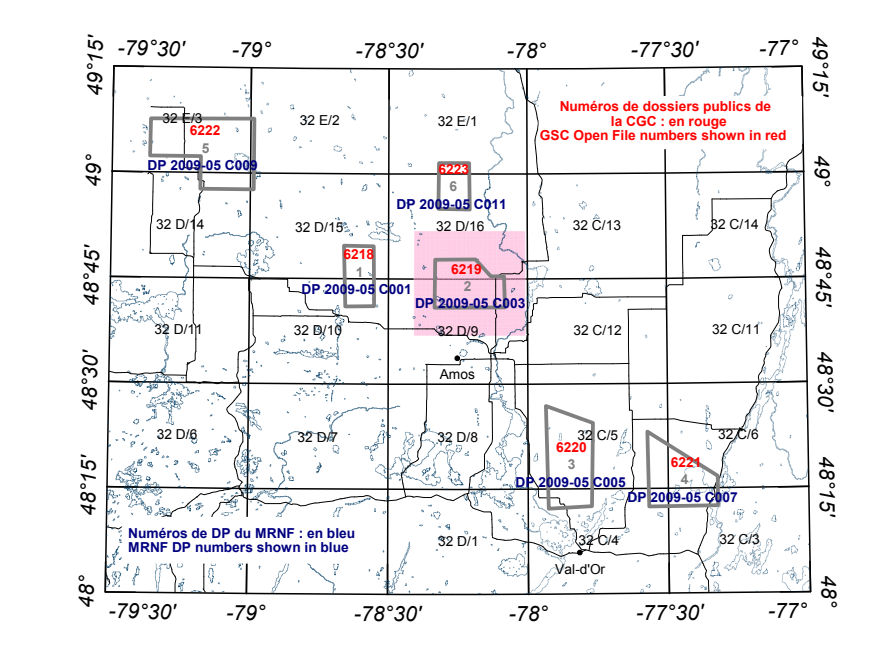 -79°30'
-79°
-78°30'
-78°
-77°30'
-77°
49°15'
49°15'
32 E/3
32 E/2
32 E/1
Numéros de dossiers publics de
la CGC : en rouge
GSC Open File numbers shown in red
6222
5
DP 2009-05 C009
49°
49°
6223
6
DP 2009-05 C011
32 D/14
32 D/15
32 D/16
32 C/13
32 C/14
6218
1
DP 2009-05 C001
6219
2
DP 2009-05 C003
48°45'
48°45'
32 D/11
32 D/10
32 D/9
32 C/12
32 C/11
Amos
48°30'
48°30'
32 D/6
32 D/7
32 D/8
32 C/5
32 C/6
6220
3
DP 2009-05 C005
6221
4
DP 2009-05 C007
48°15'
48°15'
Numéros de DP du MRNF : en bleu
MRNF DP numbers shown in blue
32 D/1
32 C/4
32 C/3
Val-d'Or
48°
48°
-79°30'
-79°
-78°30'
-78°
-77°30'
-77°